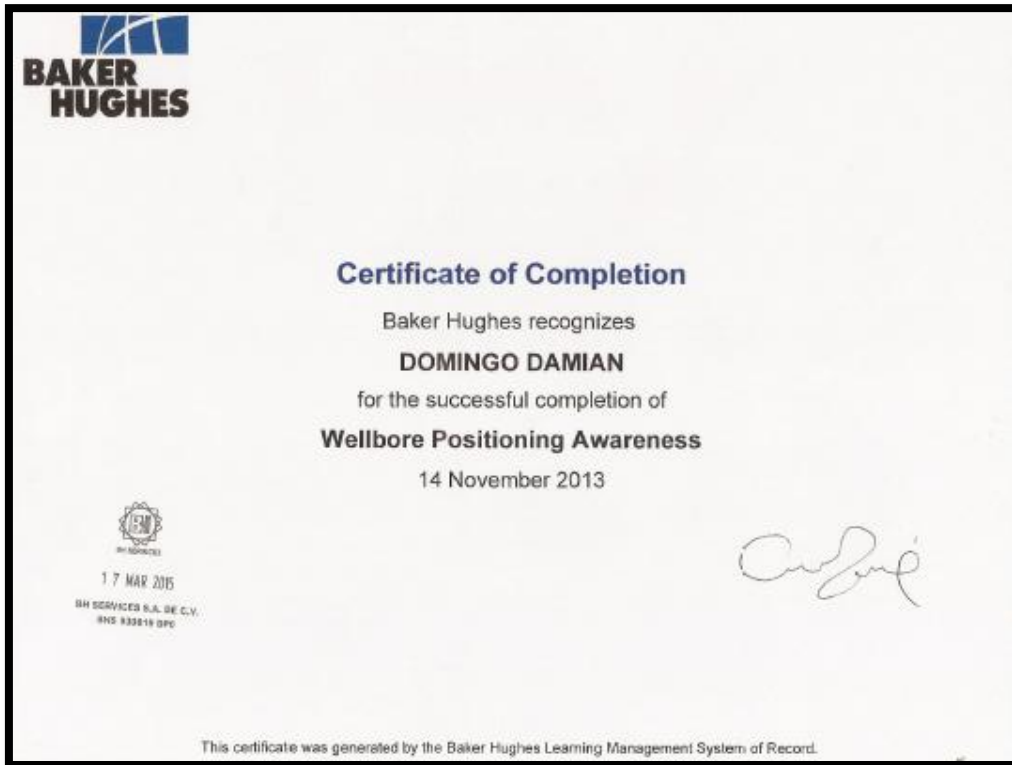 BAKER
HUGHES
Certificate of Completion
Baker Hughes recognizes
DOMINGO DAMIAN
for the successful completion of
Wellbore Positioning Awareness
14 November 2013
BH SERVICES
17 MAR 2015
BH SERVICES S.A. DE C.V.
This certificate was generated by the Baker Hughes Learning Management System of Record.